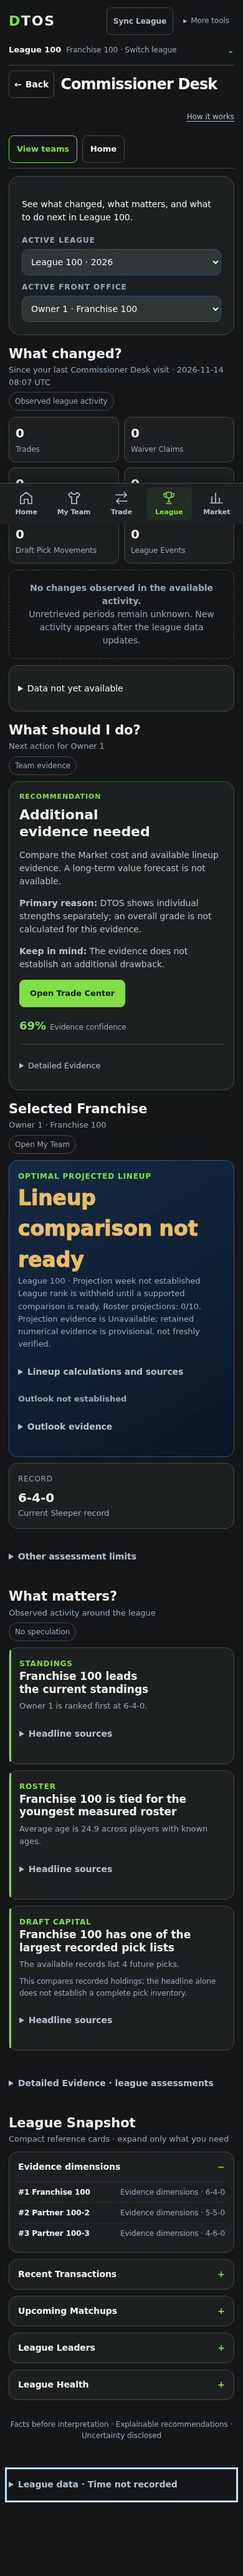 DTOS
Sync League
▸ More tools
League 100 Franchise 100 · Switch league
← Back
Commissioner Desk
How it works
View teams
Home
See what changed, what matters, and what
to do next in League 100.
ACTIVE LEAGUE
League 100 · 2026
ACTIVE FRONT OFFICE
Owner 1 · Franchise 100
What changed?
Since your last Commissioner Desk visit · 2026-11-14
08:07 UTC
Observed league activity
0
Trades
0
Waiver Claims
Home
My Team
Trade
League
Market
0
Draft Pick Movements
0
League Events
No changes observed in the available
activity.
Unretrieved periods remain unknown. New
activity appears after the league data
updates.
▸ Data not yet available
What should I do?
Next action for Owner 1
Team evidence
RECOMMENDATION
Additional
evidence needed
Compare the Market cost and available lineup
evidence. A long-value forecast is not
available.
Primary reason: DTOS shows individual
strengths separately; an overall grade is not
calculated for this evidence.
Keep in mind: The evidence does not
establish an additional drawback.
Open Trade Center
69% Evidence confidence
▸ Detailed Evidence
Selected Franchise
Owner 1 · Franchise 100
Open My Team
OPTIMAL PROJECTED LINEUP
Lineup
comparison not
ready
League 100 · Projection week not established
League rank is withheld until a supported
comparison is ready. Roster projections: 0/10.
Projection evidence is Unavailable; retained
numerical evidence is provisional, not freshly
verified.
▸ Lineup calculations and sources
Outlook not established
▸ Outlook evidence
RECORD
6-4-0
Current Sleeper record
▸ Other assessment limits
What matters?
Observed activity around the league
No speculation
STANDINGS
Franchise 100 leads
the current standings
Owner 1 is ranked first at 6-4-0.
▸ Headline sources
ROSTER
Franchise 100 is tied for the
youngest measured roster
Average age is 24.9 across players with known
ages.
▸ Headline sources
DRAFT CAPITAL
Franchise 100 has one of the
largest recorded pick lists
The available records list 4 future picks.
This compares recorded holdings; the headline alone
does not establish a complete pick inventory.
▸ Headline sources
▸ Detailed Evidence · league assessments
League Snapshot
Compact reference cards · expand only what you need
Evidence dimensions −
#1 Franchise 100 Evidence dimensions · 6-4-0
#2 Partner 100-2 Evidence dimensions · 5-5-0
#3 Partner 100-3 Evidence dimensions · 4-6-0
Recent Transactions +
Upcoming Matchups +
League Leaders +
League Health +
Facts before interpretation · Explainable recommendations ·
Uncertainty disclosed
▸ League data · Time not recorded